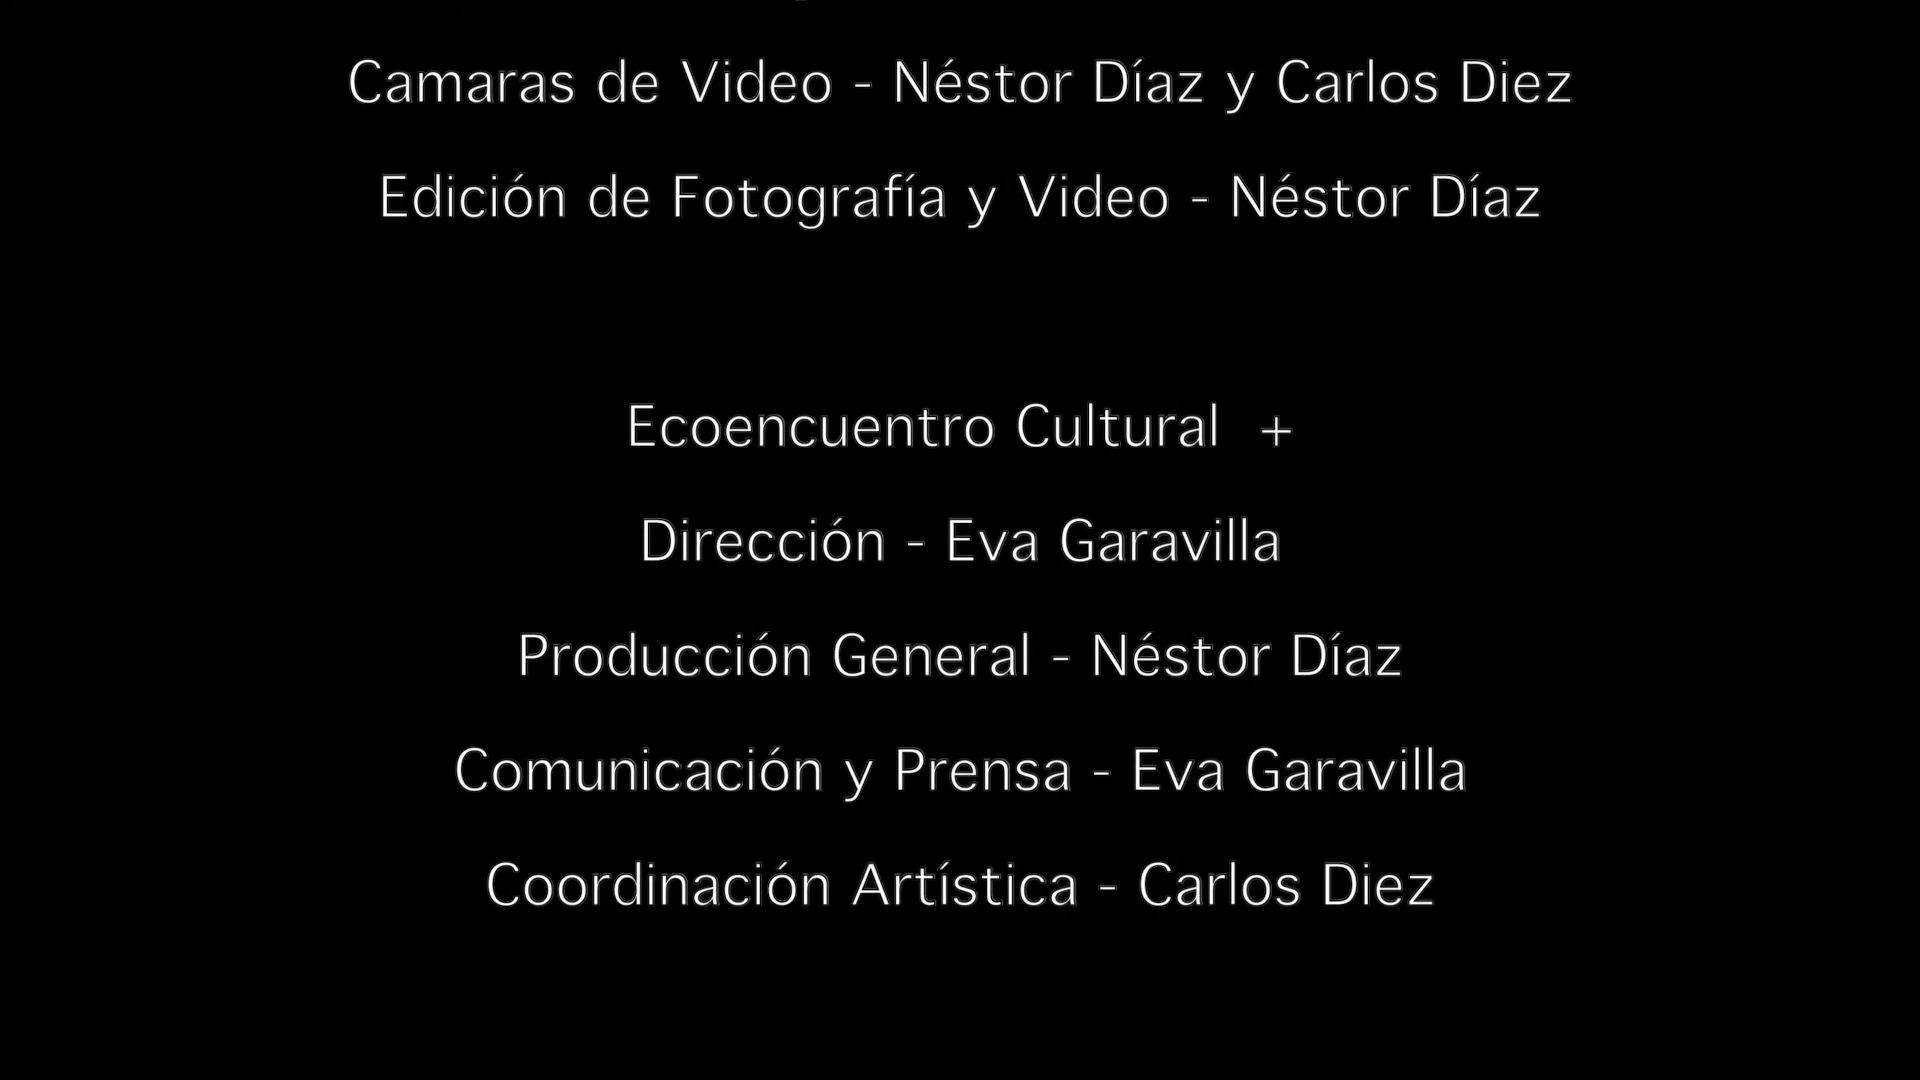 Camaras de Video - Néstor Díaz y Carlos Diez
Edición de Fotografía y Video - Néstor Díaz
Ecoencuentro Cultural +
Dirección - Eva Garavilla
Producción General - Néstor Díaz
Comunicación y Prensa - Eva Garavilla
Coordinación Artística - Carlos Diez